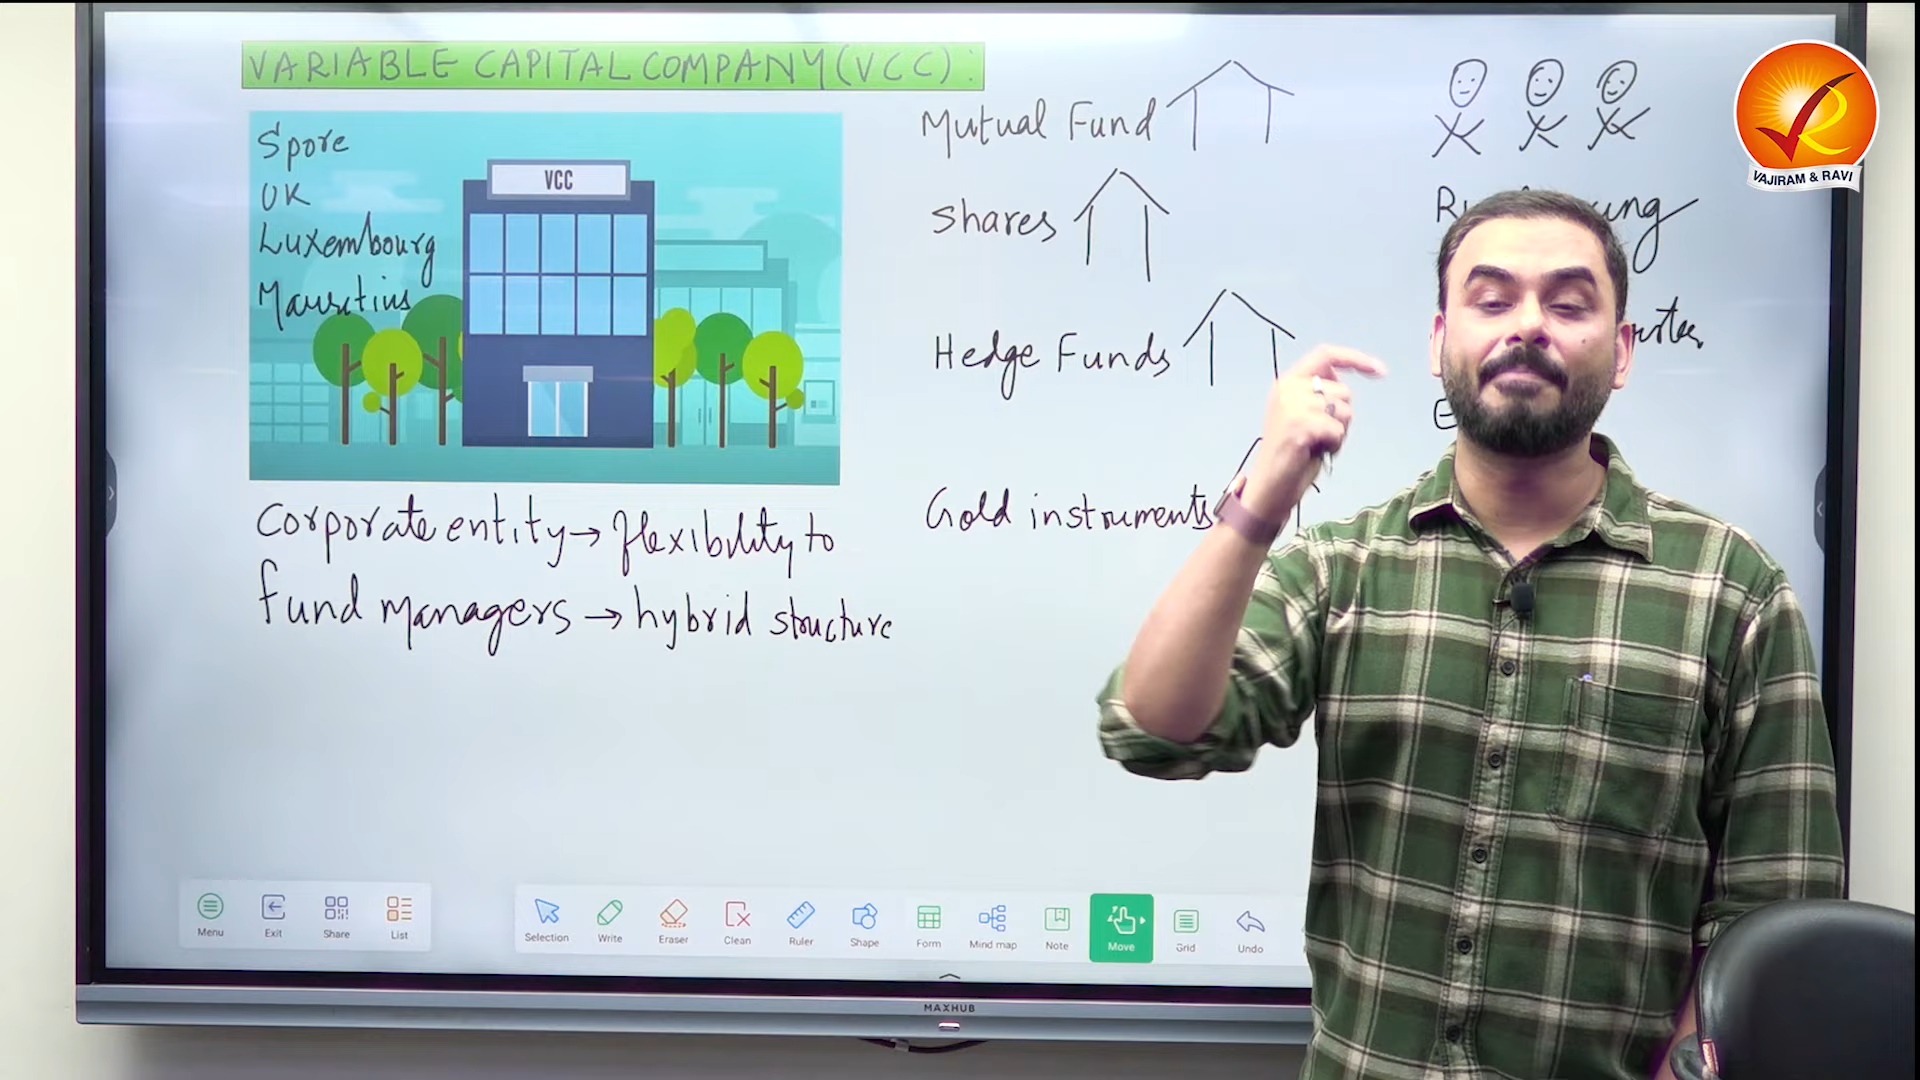 VARIABLE CAPITAL COMPANY (VCC) :
Spore
UK
Luxembourg
Mauritius
VCC
Corporate entity → flexibility to
fund managers → hybrid structure
Mutual Fund
Shares
Hedge Funds
Gold instruments
VAJIRAM & RAVI
Menu
Exit
Share
List
Selection
Write
Eraser
Clean
Ruler
Shape
Form
Mind map
Note
Move
Grid
Undo
MAXHUB